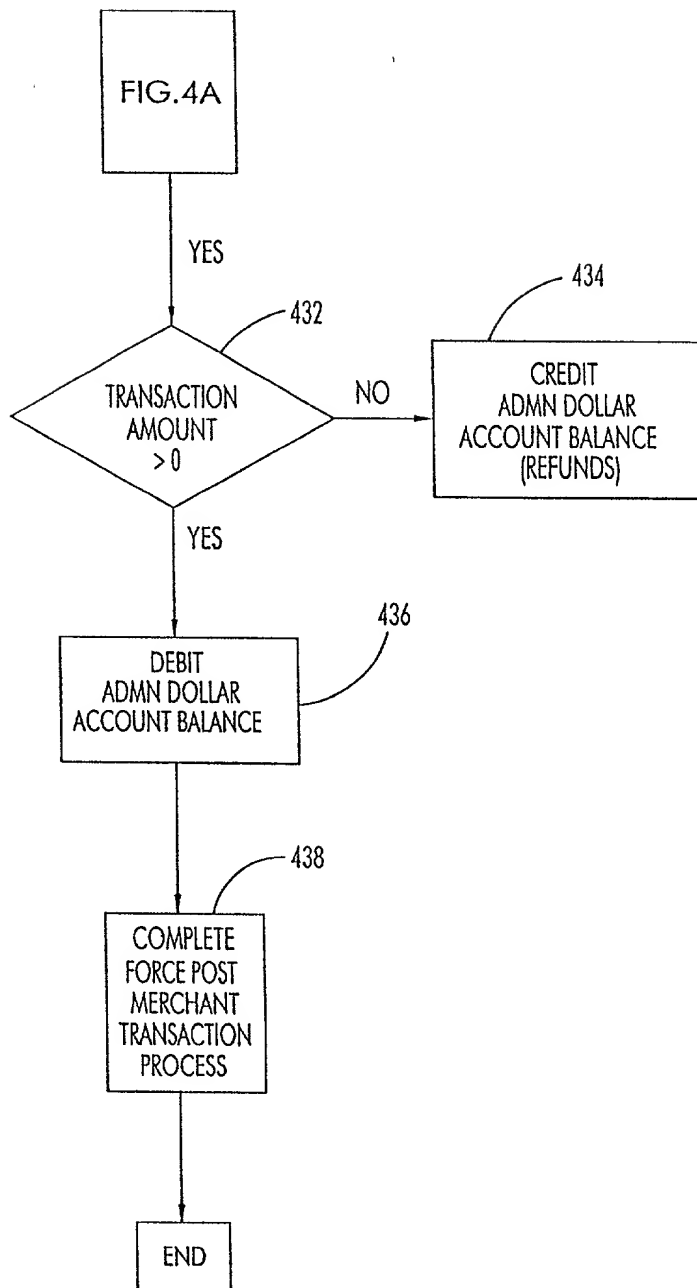 FIG.4A
YES
432
434
TRANSACTION
AMOUNT
> 0
NO
CREDIT
ADMN DOLLAR
ACCOUNT BALANCE
(REFUNDS)
YES
436
DEBIT
ADMN DOLLAR
ACCOUNT BALANCE
438
COMPLETE
FORCE POST
MERCHANT
TRANSACTION
PROCESS
END